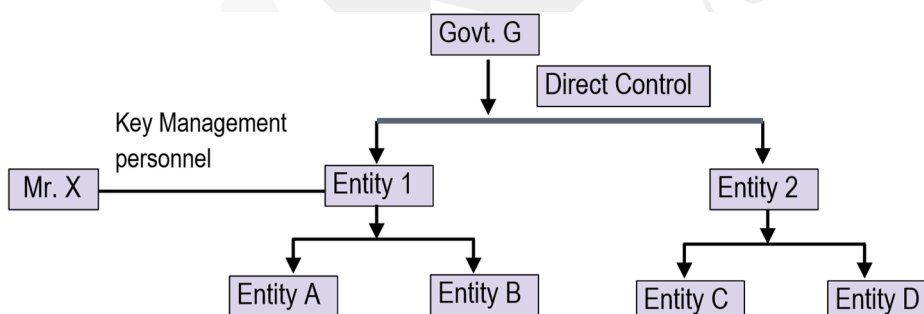 Govt. G
Direct Control
Key Management
personnel
Mr. X
Entity 1
Entity 2
Entity A
Entity B
Entity C
Entity D